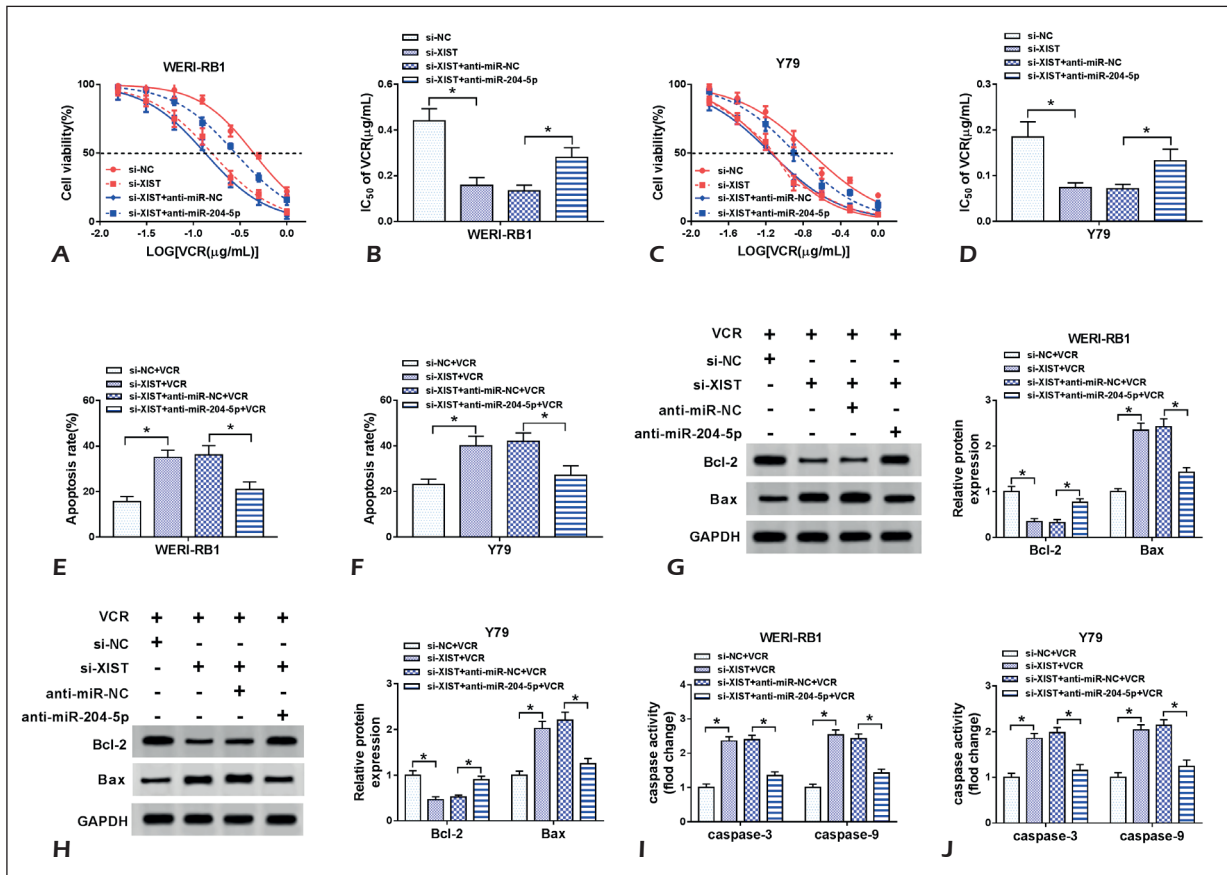 WERI-RB1
Cell viability(%)
100
50
0
-2.0 -1.5 -1.0 -0.5 0.0
LOG[VCR(μg/mL)]
si-NC
si-XIST
si-XIST+anti-miR-NC
si-XIST+anti-miR-204-5p
A
si-NC
si-XIST
si-XIST+anti-miR-NC
si-XIST+anti-miR-204-5p
IC50 of VCR(μg/mL)
0.6
0.4
0.2
0.0
* *
WERI-RB1
B
Y79
Cell viability(%)
100
50
0
-2.0 -1.6 -1.2 -0.8 -0.4 0.0
LOG[VCR(μg/mL)]
si-NC
si-XIST
si-XIST+anti-miR-NC
si-XIST+anti-miR-204-5p
C
si-NC
si-XIST
si-XIST+anti-miR-NC
si-XIST+anti-miR-204-5p
IC50 of VCR(μg/mL)
0.3
0.2
0.1
0.0
* *
Y79
D
si-NC+VCR
si-XIST+VCR
si-XIST+anti-miR-NC+VCR
si-XIST+anti-miR-204-5p+VCR
Apoptosis rate(%)
60
40
20
0
* *
WERI-RB1
E
si-NC+VCR
si-XIST+VCR
si-XIST+anti-miR-NC+VCR
si-XIST+anti-miR-204-5p+VCR
Apoptosis rate(%)
60
40
20
0
* *
Y79
F
VCR + + + +
si-NC + - - -
si-XIST - + + +
anti-miR-NC - - + -
anti-miR-204-5p - - - +
Bcl-2
Bax
GAPDH
G
WERI-RB1
si-NC+VCR
si-XIST+VCR
si-XIST+anti-miR-NC+VCR
si-XIST+anti-miR-204-5p+VCR
Relative protein
expression
3
2
1
0
* * * *
Bcl-2 Bax
VCR + + + +
si-NC + - - -
si-XIST - + + +
anti-miR-NC - - + -
anti-miR-204-5p - - - +
Bcl-2
Bax
GAPDH
H
Y79
si-NC+VCR
si-XIST+VCR
si-XIST+anti-miR-NC+VCR
si-XIST+anti-miR-204-5p+VCR
Relative protein
expression
3
2
1
0
* * * *
Bcl-2 Bax
WERI-RB1
si-NC+VCR
si-XIST+VCR
si-XIST+anti-miR-NC+VCR
si-XIST+anti-miR-204-5p+VCR
caspase activity
(flod change)
4
3
2
1
0
* * * *
caspase-3 caspase-9
I
Y79
si-NC+VCR
si-XIST+VCR
si-XIST+anti-miR-NC+VCR
si-XIST+anti-miR-204-5p+VCR
caspase activity
(flod change)
3
2
1
0
* * * *
caspase-3 caspase-9
J